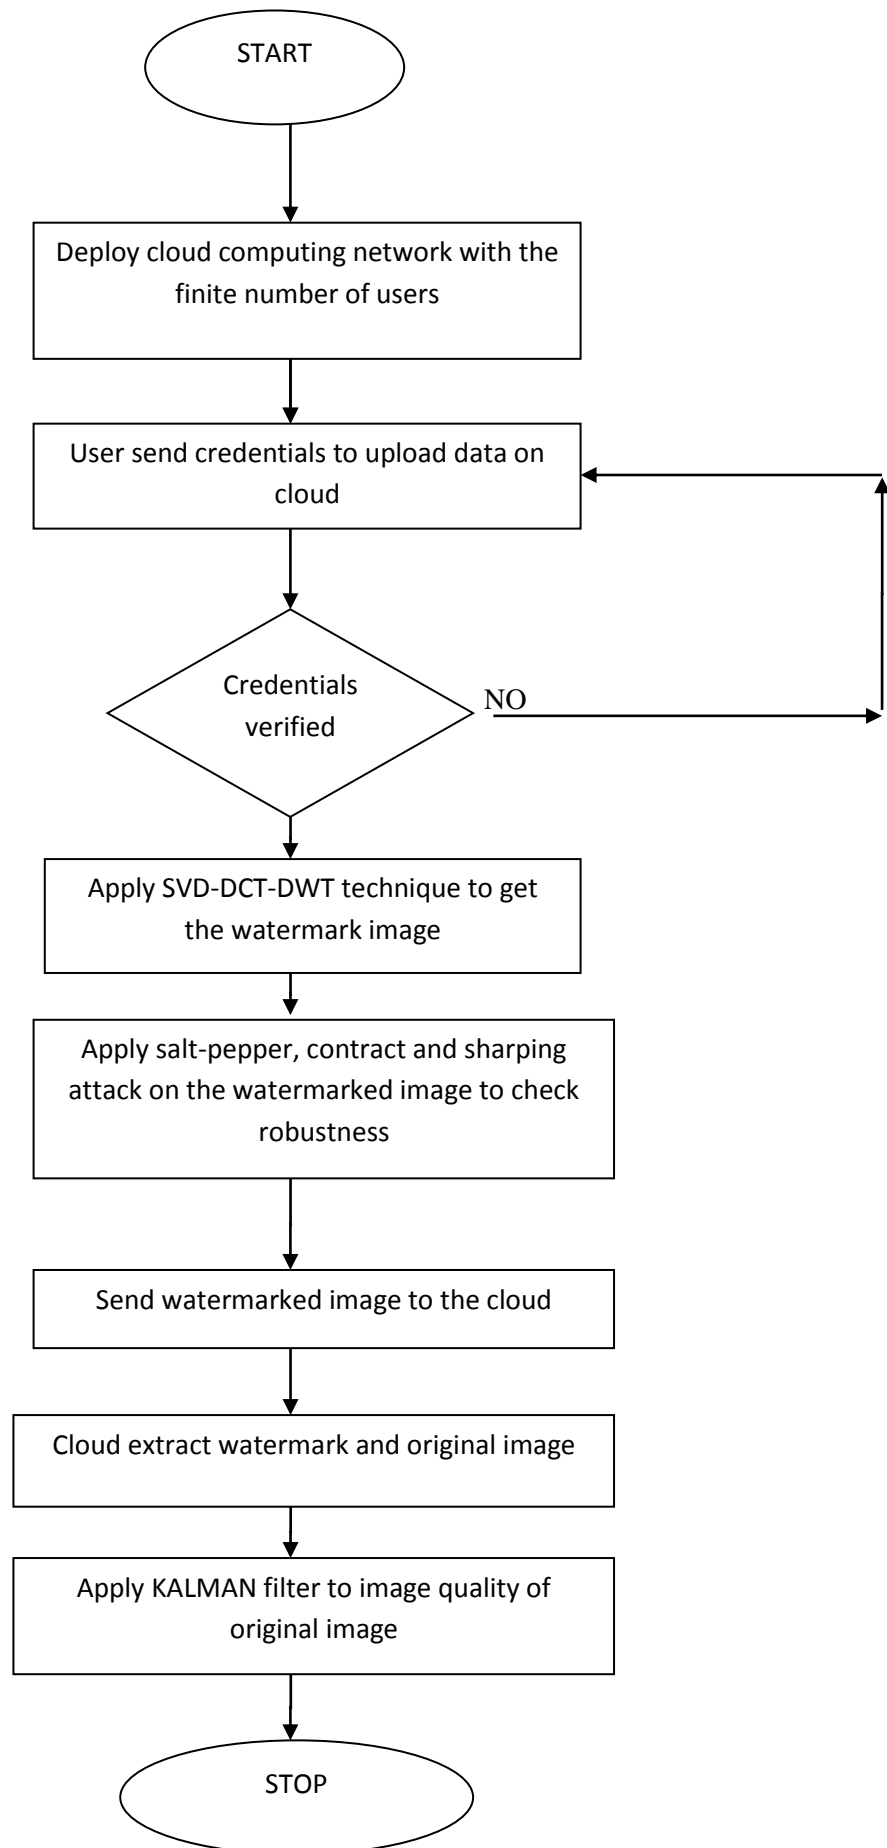 START
Deploy cloud computing network with the
finite number of users
User send credentials to upload data on
cloud
Credentials
verified
NO
Apply SVD-DCT-DWT technique to get
the watermark image
Apply salt-pepper, contract and sharping
attack on the watermarked image to check
robustness
Send watermarked image to the cloud
Cloud extract watermark and original image
Apply KALMAN filter to image quality of
original image
STOP